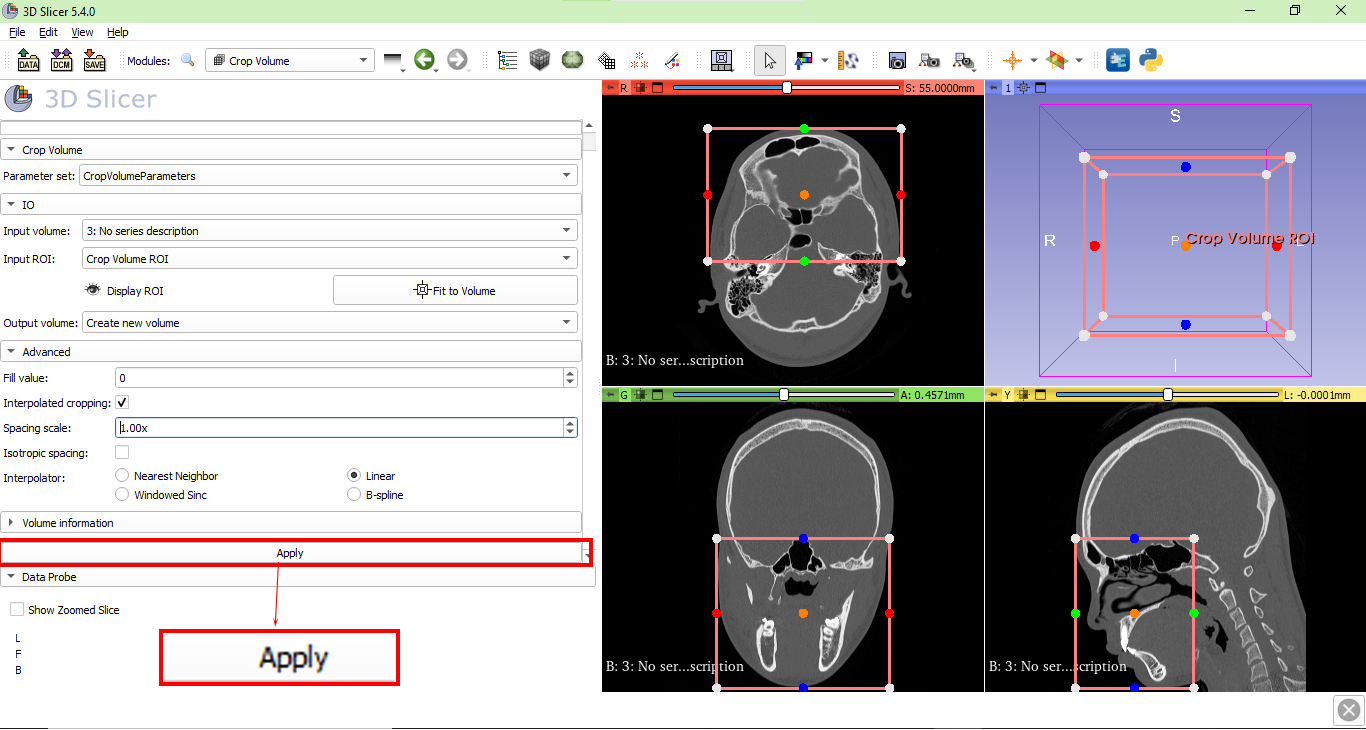 3D Slicer 5.4.0
File Edit View Help
DATA DCM SAVE Modules: Crop Volume
3D Slicer
Crop Volume
Parameter set: CropVolumeParameters
IO
Input volume: 3: No series description
Input ROI: Crop Volume ROI
Display ROI Fit to Volume
Output volume: Create new volume
Advanced
Fill value: 0
Interpolated cropping:
Spacing scale: 1.00x
Isotropic spacing:
Interpolator: Nearest Neighbor Linear
Windowed Sinc B-spline
Volume information
Apply
Data Probe
Show Zoomed Slice
L
F
B
Apply
R S: 55.0000mm
B: 3: No ser...scription
1
S
R P L
Crop Volume ROI
I
G A: 0.4571mm
B: 3: No ser...scription
Y L: -0.0001mm
B: 3: No ser...scription